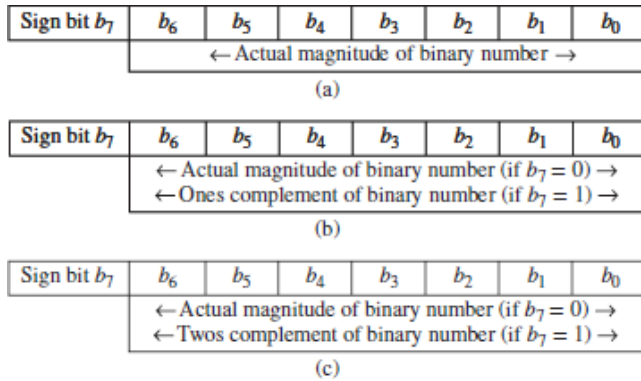 Sign bit b₇ b₆ b₅ b₄ b₃ b₂ b₁ b₀
← Actual magnitude of binary number →
(a)
Sign bit b₇ b₆ b₅ b₄ b₃ b₂ b₁ b₀
← Actual magnitude of binary number (if b₇ = 0) →
← Ones complement of binary number (if b₇ = 1) →
(b)
Sign bit b₇ b₆ b₅ b₄ b₃ b₂ b₁ b₀
← Actual magnitude of binary number (if b₇ = 0) →
← Twos complement of binary number (if b₇ = 1) →
(c)